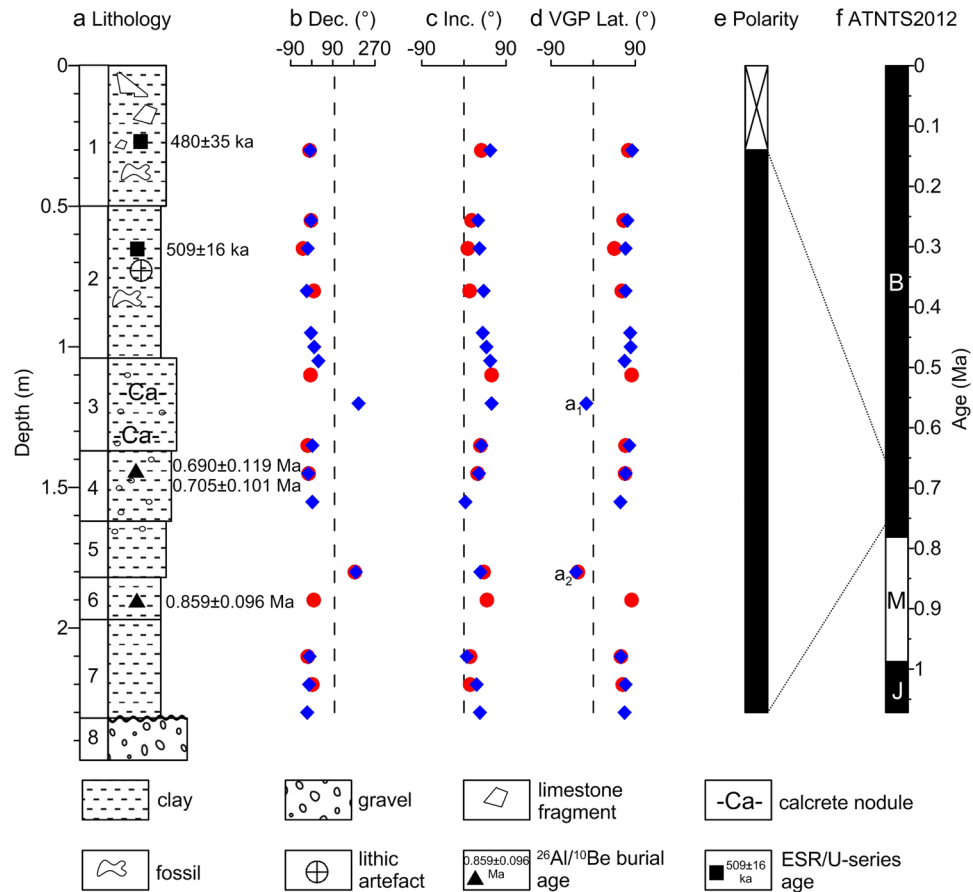 a Lithology
b Dec. (°)
c Inc. (°)
d VGP Lat. (°)
e Polarity
f ATNTS2012
-90 90 270
-90 90
-90 90
0
0.5
1
1.5
2
Depth (m)
1
2
3
4
5
6
7
8
480±35 ka
509±16 ka
-Ca-
-Ca-
0.690±0.119 Ma
0.705±0.101 Ma
0.859±0.096 Ma
a1
a2
B
M
J
0
0.1
0.2
0.3
0.4
0.5
0.6
0.7
0.8
0.9
1
Age (Ma)
clay
gravel
limestone
fragment
-Ca-
calcrete nodule
fossil
lithic
artefact
0.859±0.096
Ma
26Al/10Be burial
age
509±16
ka
ESR/U-series
age